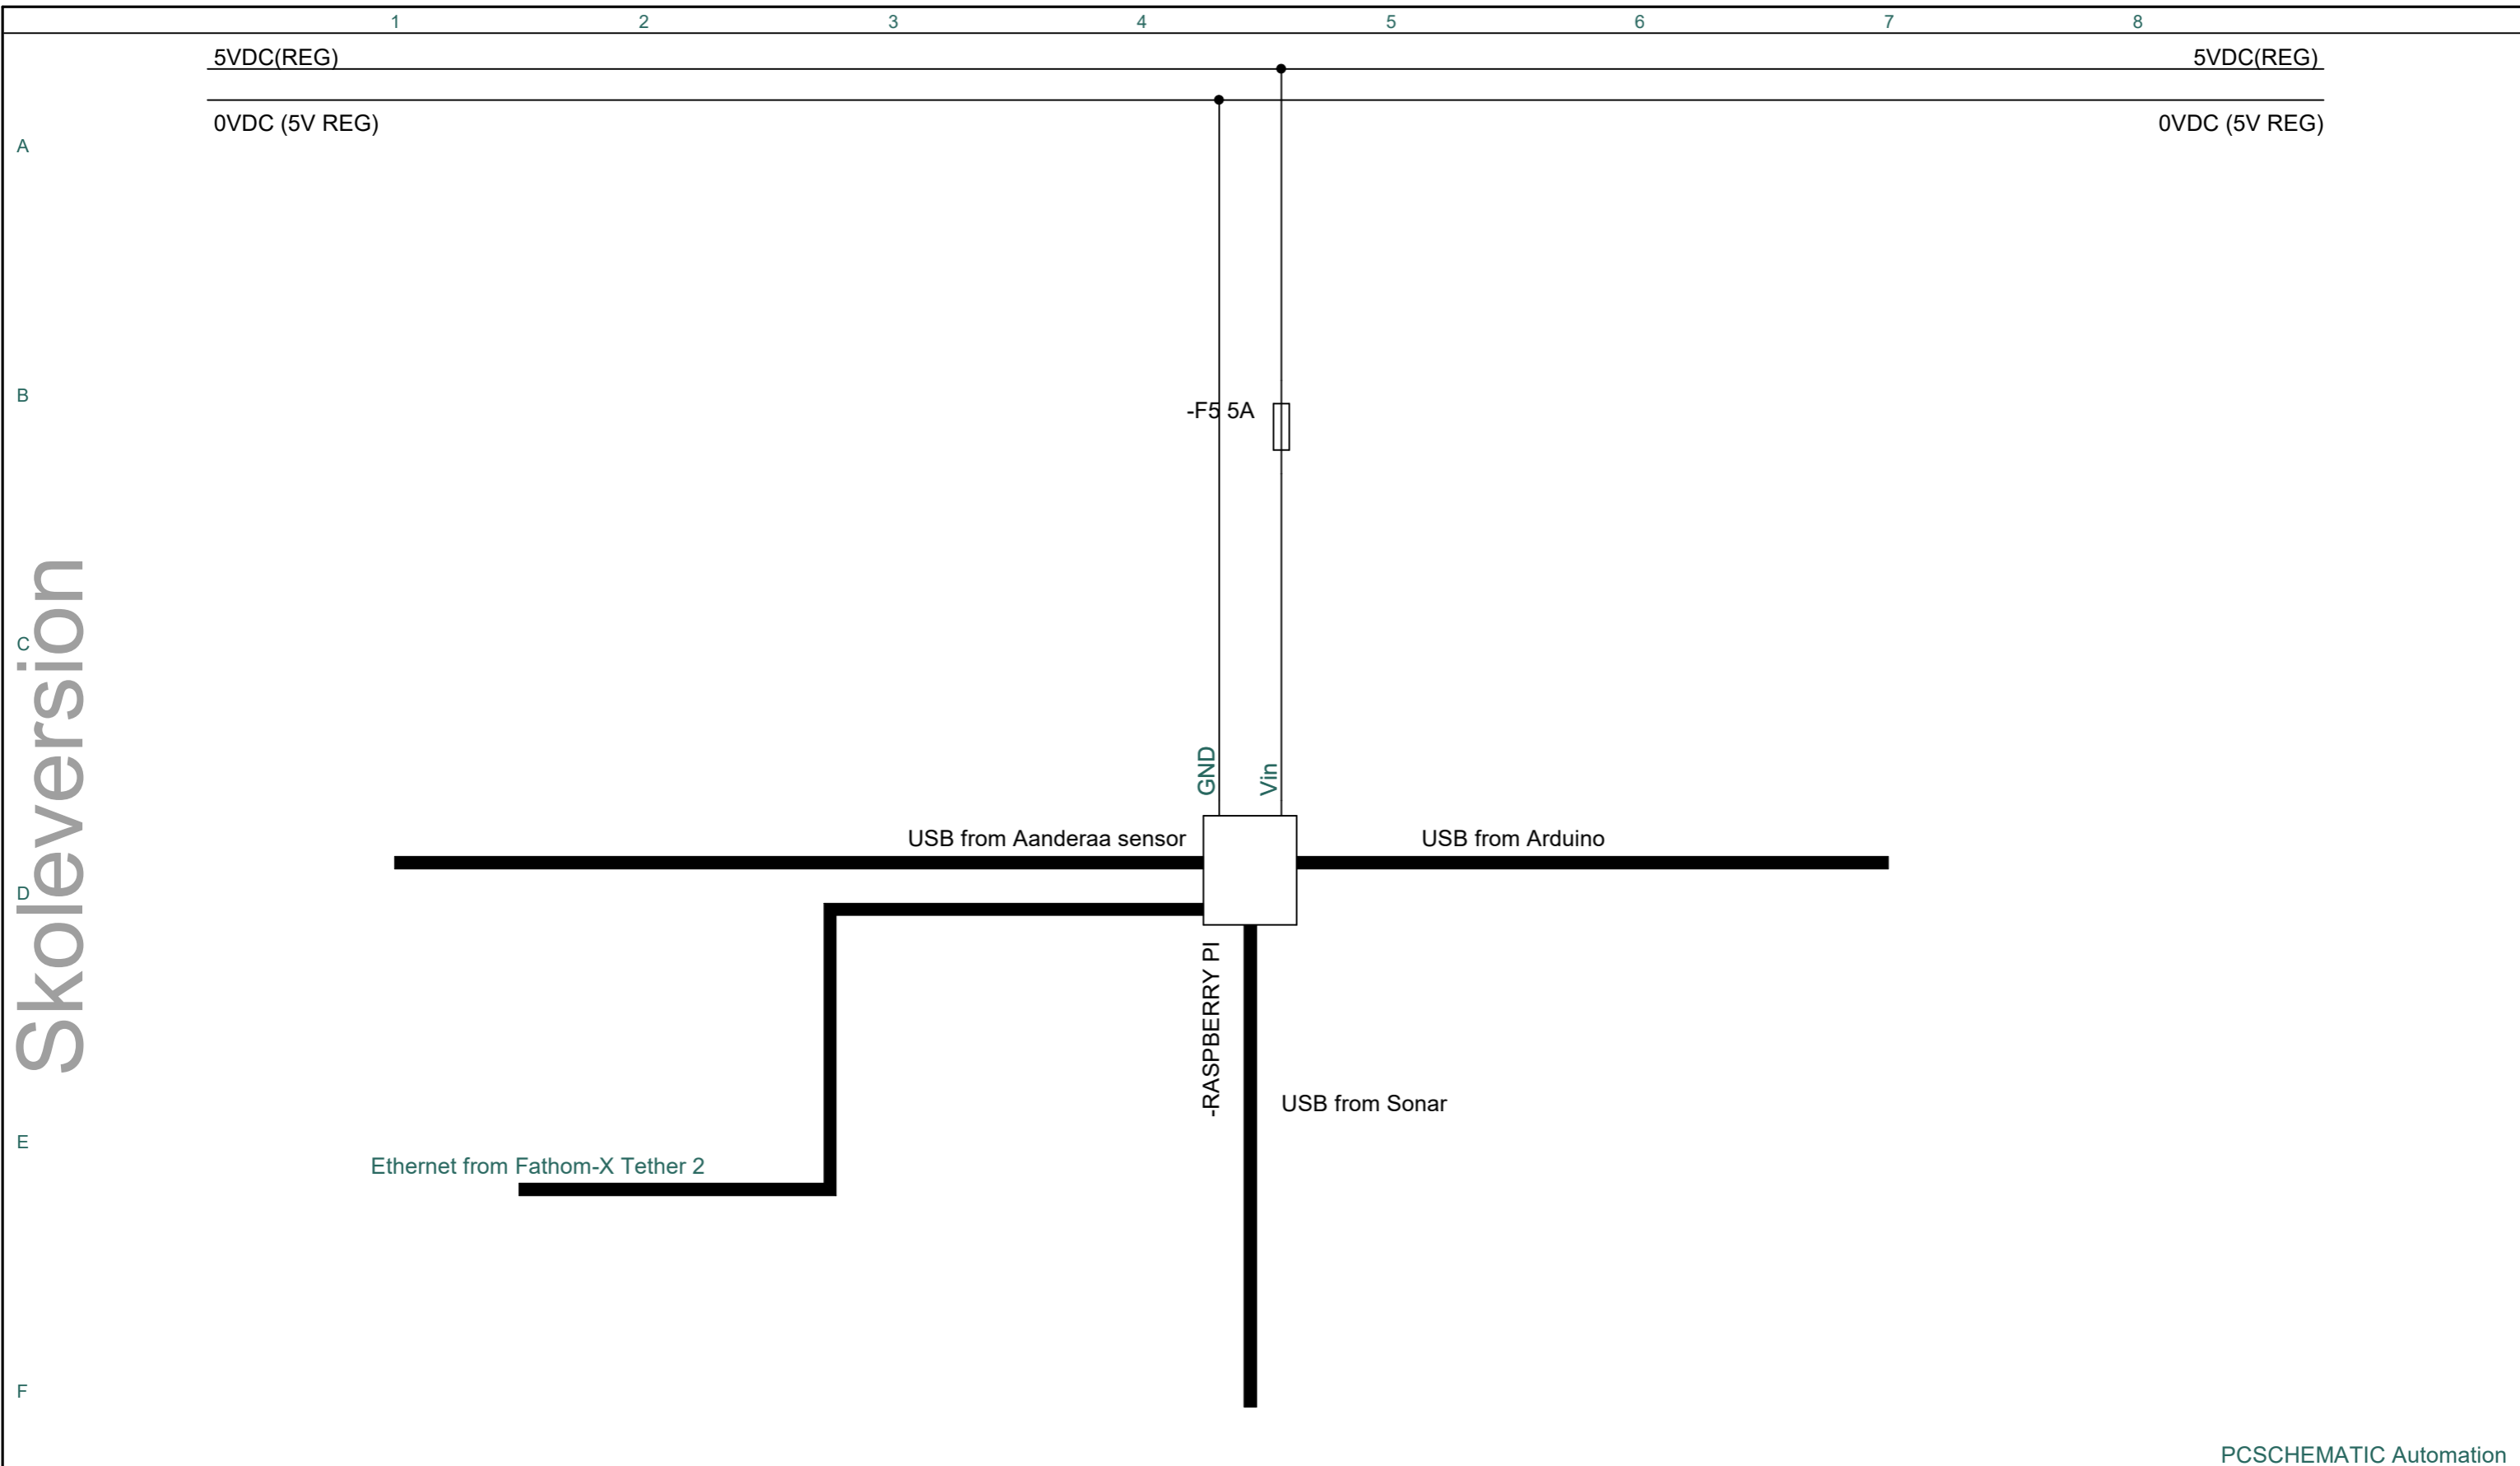 1 2 3 4 5 6 7 8
5VDC(REG) 5VDC(REG)
0VDC (5V REG) 0VDC (5V REG)
A
B
-F5 5A
C
Skoleversion
GND
Vin
USB from Aanderaa sensor
USB from Arduino
D
-RASPBERRY PI
USB from Sonar
E
Ethernet from Fathom-X Tether 2
F
PCSCHEMATIC Automation